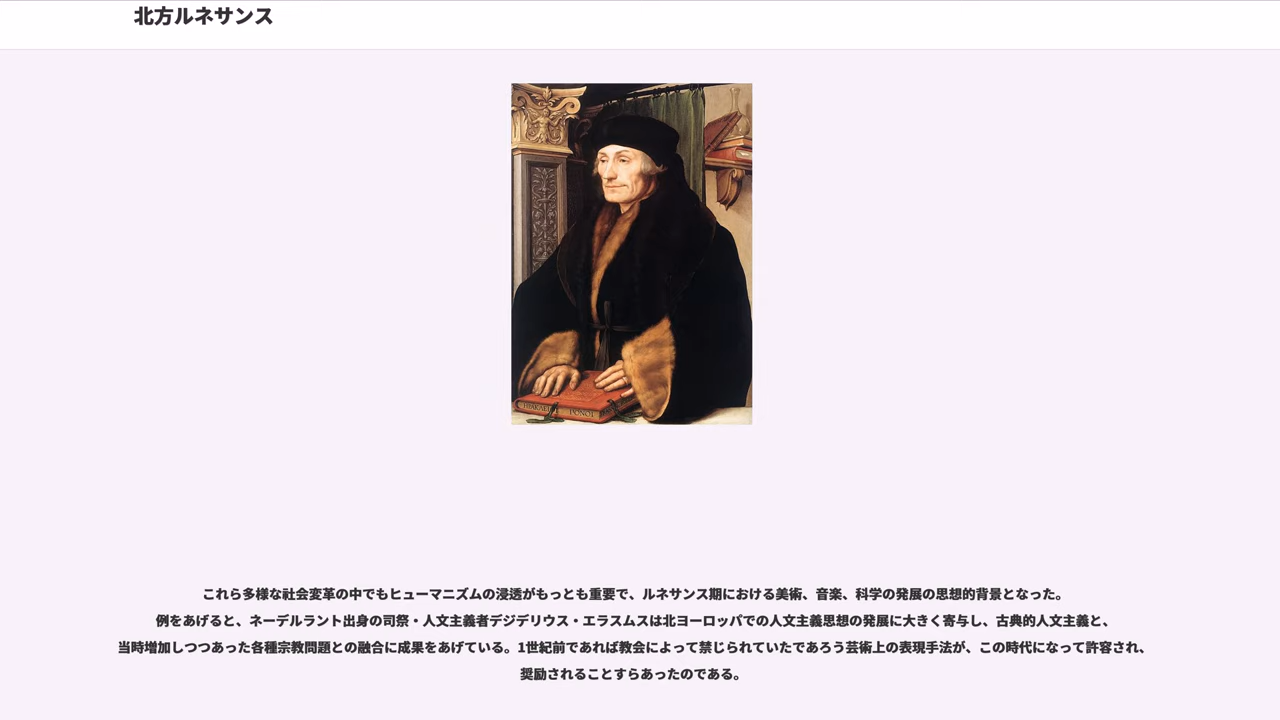 北方ルネサンス
これら多様な社会変革の中でもヒューマニズムの浸透がもっとも重要で、ルネサンス期における美術、音楽、科学の発展の思想的背景となった。
例をあげると、ネーデルラント出身の司祭・人文主義者デジデリウス・エラスムスは北ヨーロッパでの人文主義思想の発展に大きく寄与し、古典的人文主義と、
当時増加しつつあった各種宗教問題との融合に成果をあげている。1世紀前であれば教会によって禁じられていたであろう芸術上の表現手法が、この時代になって許容され、
奨励されることすらあったのである。